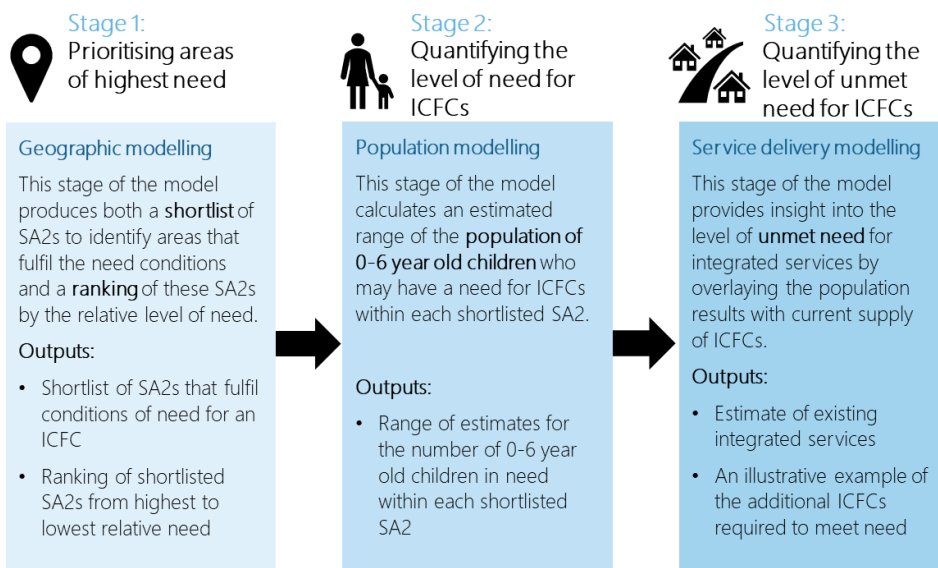 Stage 1:
Prioritising areas
of highest need
Geographic modelling
This stage of the model
produces both a shortlist of
SA2s to identify areas that
fulfil the need conditions
and a ranking of these SA2s
by the relative level of need.
Outputs:
• Shortlist of SA2s that fulfil
conditions of need for an
ICFC
• Ranking of shortlisted
SA2s from highest to
lowest relative need
Stage 2:
Quantifying the
level of need for
ICFCs
Population modelling
This stage of the model
calculates an estimated
range of the population of
0-6 year old children who
may have a need for ICFCs
within each shortlisted SA2.
Outputs:
• Range of estimates for
the number of 0-6 year
old children in need
within each shortlisted
SA2
Stage 3:
Quantifying the
level of unmet
need for ICFCs
Service delivery modelling
This stage of the model
provides insight into the
level of unmet need for
integrated services by
overlaying the population
results with current supply
of ICFCs.
Outputs:
• Estimate of existing
integrated services
• An illustrative example of
the additional ICFCs
required to meet need